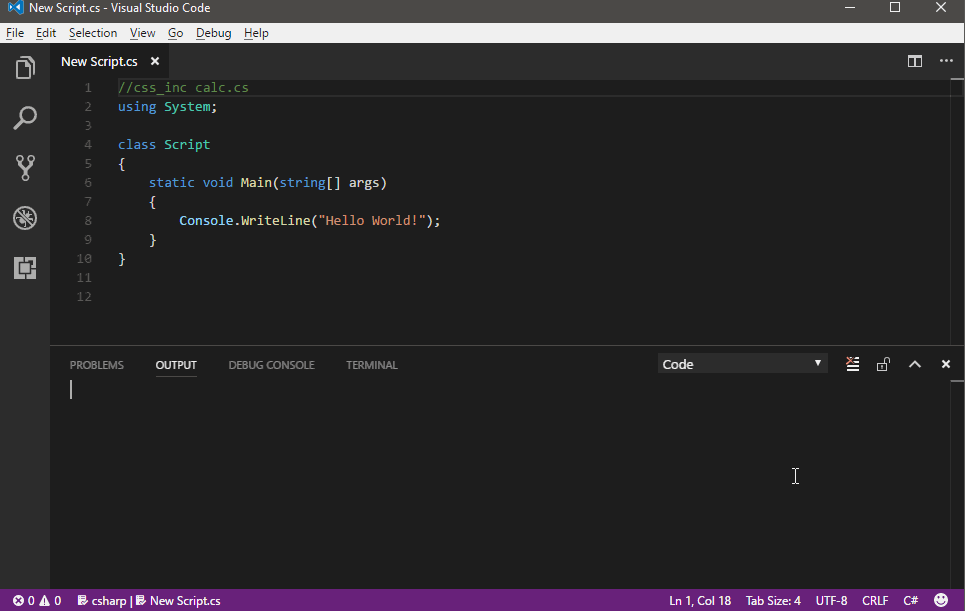 New Script.cs - Visual Studio Code
File Edit Selection View Go Debug Help
New Script.cs
1 //css_inc calc.cs
2 using System;
3
4 class Script
5 {
6 static void Main(string[] args)
7 {
8 Console.WriteLine("Hello World!");
9 }
10 }
11
12
PROBLEMS OUTPUT DEBUG CONSOLE TERMINAL Code
0 0 csharp | New Script.cs Ln 1, Col 18 Tab Size: 4 UTF-8 CRLF C#